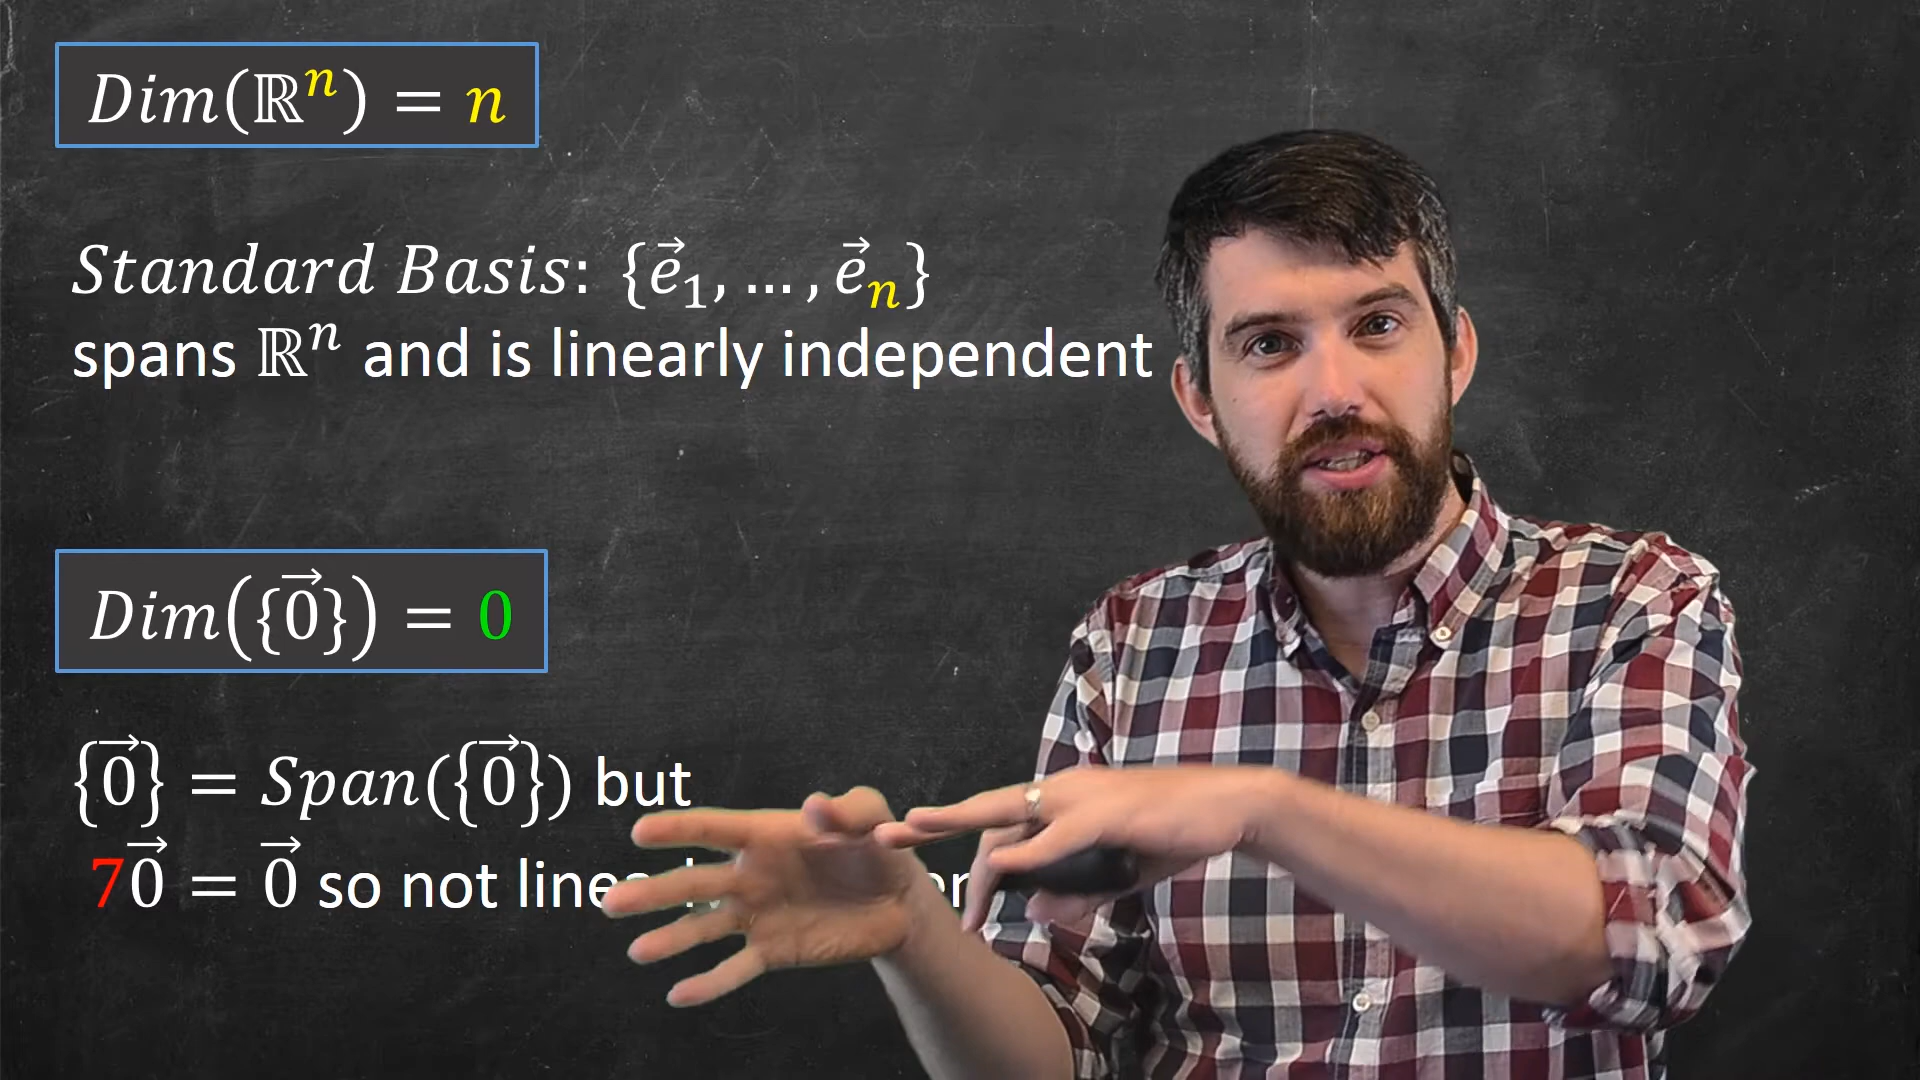 Dim(ℝⁿ) = n
Standard Basis: {e⃗₁, … , e⃗ₙ}
spans ℝⁿ and is linearly independent
Dim({0⃗}) = 0
{0⃗} = Span({0⃗}) but
70⃗ = 0⃗ so not